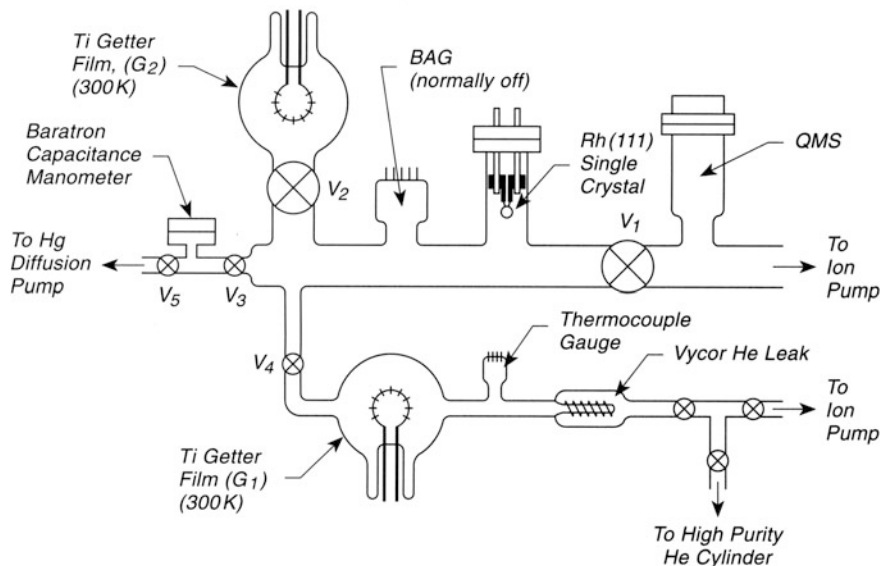 Ti Getter
Film, (G2)
(300K)
BAG
(normally off)
Baratron
Capacitance
Manometer
Rh(111)
Single
Crystal
QMS
V2
V1
To Hg
Diffusion
Pump
V5
V3
To
Ion
Pump
Thermocouple
Gauge
V4
Vycor He Leak
To
Ion
Pump
Ti Getter
Film (G1)
(300K)
To High Purity
He Cylinder